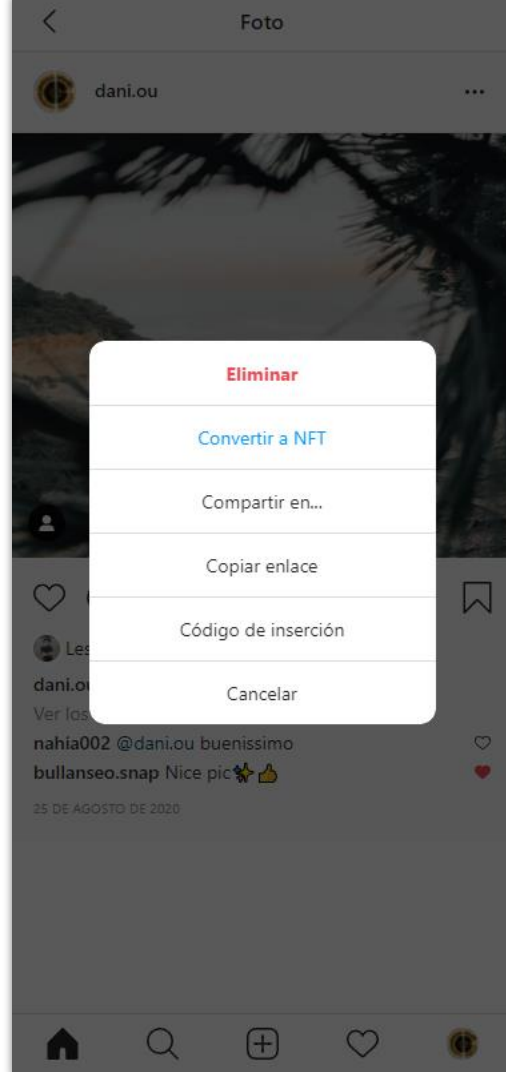 Foto
dani.ou
Eliminar
Convertir a NFT
Compartir en...
Copiar enlace
Código de inserción
Cancelar
Les
dani.ou
Ver los
nahia002 @dani.ou buenissimo
bullanseo.snap Nice pic✨👍
25 DE AGOSTO DE 2020